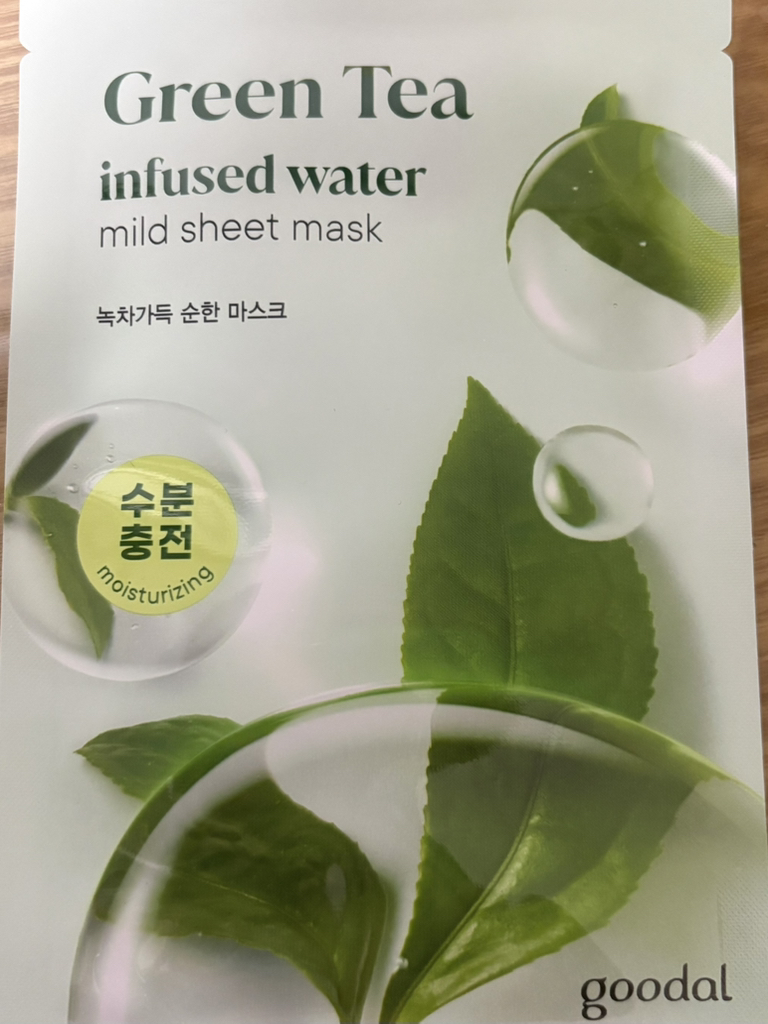 Green Tea
infused water
mild sheet mask
녹차가득 순한 마스크
수분
충전
moisturizing
goodal